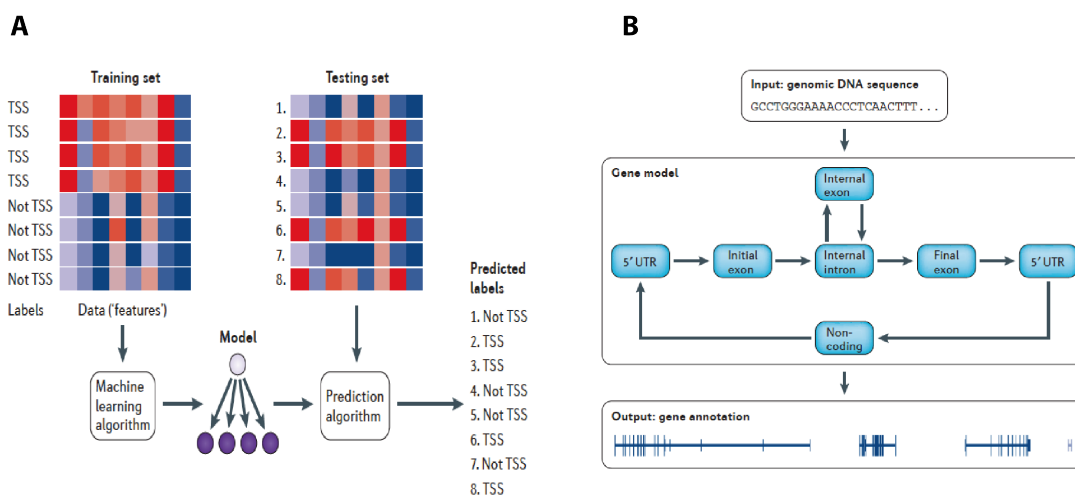 A
Training set
Testing set
TSS
TSS
TSS
TSS
Not TSS
Not TSS
Not TSS
Not TSS
Labels
Data ('features')
1.
2.
3.
4.
5.
6.
7.
8.
Machine
learning
algorithm
Model
Prediction
algorithm
Predicted
labels
1. Not TSS
2. TSS
3. TSS
4. Not TSS
5. Not TSS
6. TSS
7. Not TSS
8. TSS
B
Input: genomic DNA sequence
GCCTGGGAAAACCCTCAACTTT...
Gene model
Internal
exon
5′ UTR
Initial
exon
Internal
intron
Final
exon
5′ UTR
Non-
coding
Output: gene annotation